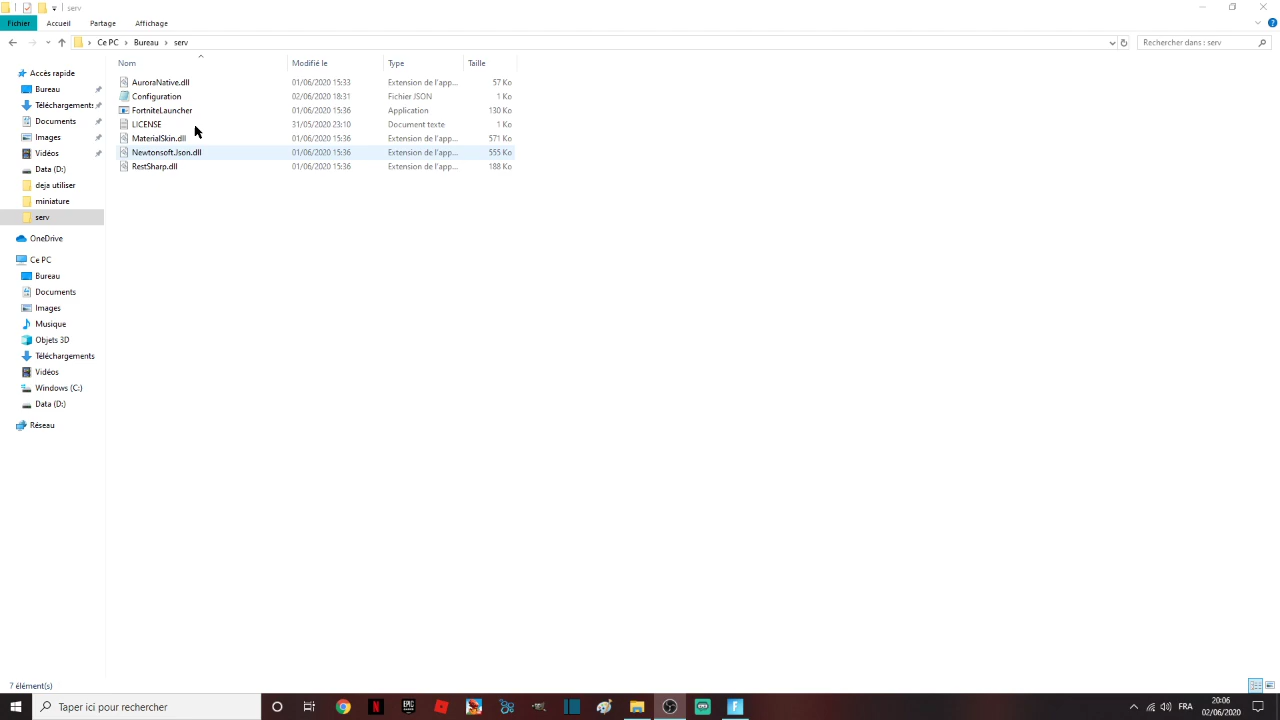 serv
Fichier Accueil Partage Affichage
Ce PC Bureau serv Rechercher dans : serv
Nom Modifié le Type Taille
AuroraNative.dll 01/06/2020 15:33 Extension de l'app... 57 Ko
Configuration 02/06/2020 18:31 Fichier JSON 1 Ko
FortniteLauncher 01/06/2020 15:36 Application 130 Ko
LICENSE 31/05/2020 23:10 Document texte 1 Ko
MaterialSkin.dll 01/06/2020 15:36 Extension de l'app... 571 Ko
Newtonsoft.Json.dll 01/06/2020 15:36 Extension de l'app... 555 Ko
RestSharp.dll 01/06/2020 15:36 Extension de l'app... 188 Ko
Accès rapide
Bureau
Téléchargements
Documents
Images
Vidéos
Data (D:)
deja utiliser
miniature
serv
OneDrive
Ce PC
Bureau
Documents
Images
Musique
Objets 3D
Téléchargements
Vidéos
Windows (C:)
Data (D:)
Réseau
7 élément(s)
Taper ici pour rechercher
FRA
20:06
02/06/2020